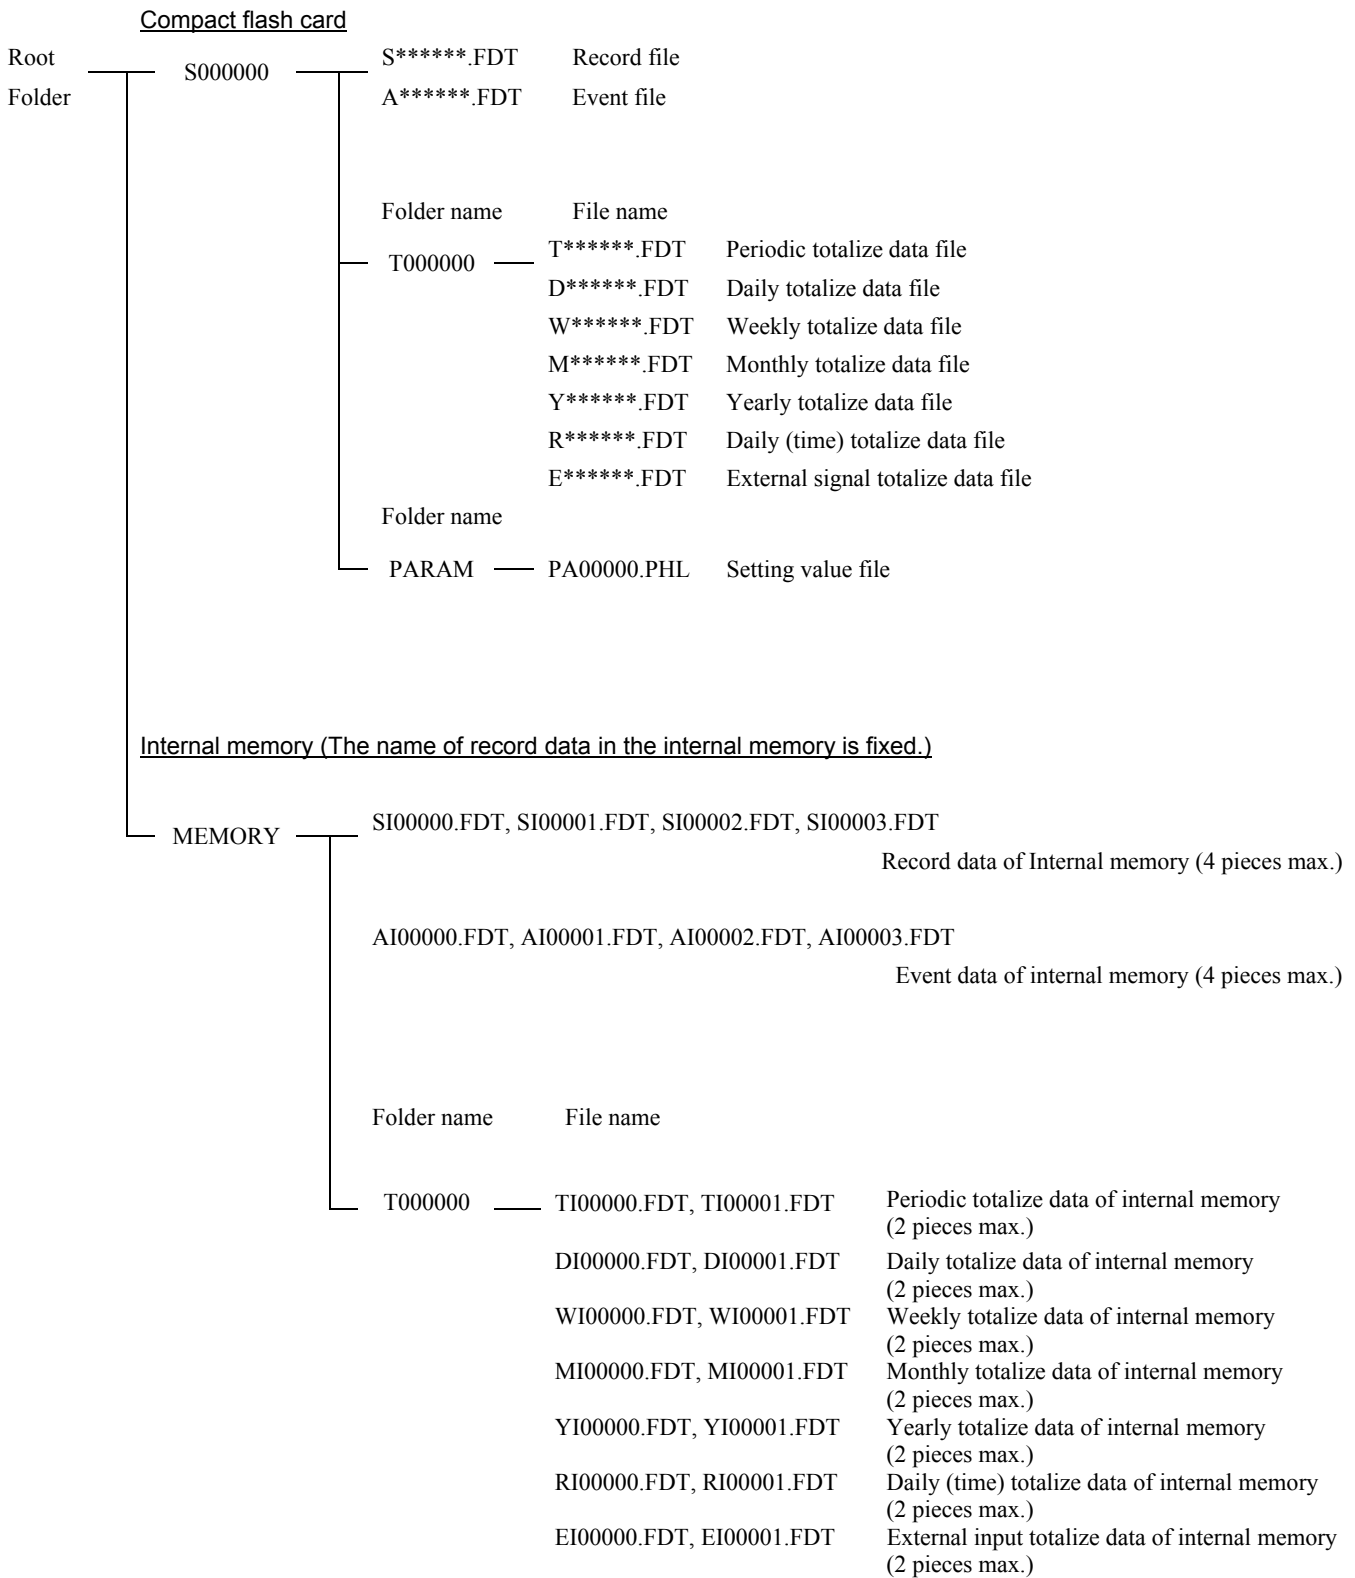 Compact flash card
Root
Folder
S000000
S******.FDT Record file
A******.FDT Event file
Folder name File name
T000000
T******.FDT Periodic totalize data file
D******.FDT Daily totalize data file
W******.FDT Weekly totalize data file
M******.FDT Monthly totalize data file
Y******.FDT Yearly totalize data file
R******.FDT Daily (time) totalize data file
E******.FDT External signal totalize data file
Folder name
PARAM PA00000.PHL Setting value file
Internal memory (The name of record data in the internal memory is fixed.)
MEMORY
SI00000.FDT, SI00001.FDT, SI00002.FDT, SI00003.FDT
Record data of Internal memory (4 pieces max.)
AI00000.FDT, AI00001.FDT, AI00002.FDT, AI00003.FDT
Event data of internal memory (4 pieces max.)
Folder name File name
T000000 TI00000.FDT, TI00001.FDT Periodic totalize data of internal memory
(2 pieces max.)
DI00000.FDT, DI00001.FDT Daily totalize data of internal memory
(2 pieces max.)
WI00000.FDT, WI00001.FDT Weekly totalize data of internal memory
(2 pieces max.)
MI00000.FDT, MI00001.FDT Monthly totalize data of internal memory
(2 pieces max.)
YI00000.FDT, YI00001.FDT Yearly totalize data of internal memory
(2 pieces max.)
RI00000.FDT, RI00001.FDT Daily (time) totalize data of internal memory
(2 pieces max.)
EI00000.FDT, EI00001.FDT External input totalize data of internal memory
(2 pieces max.)